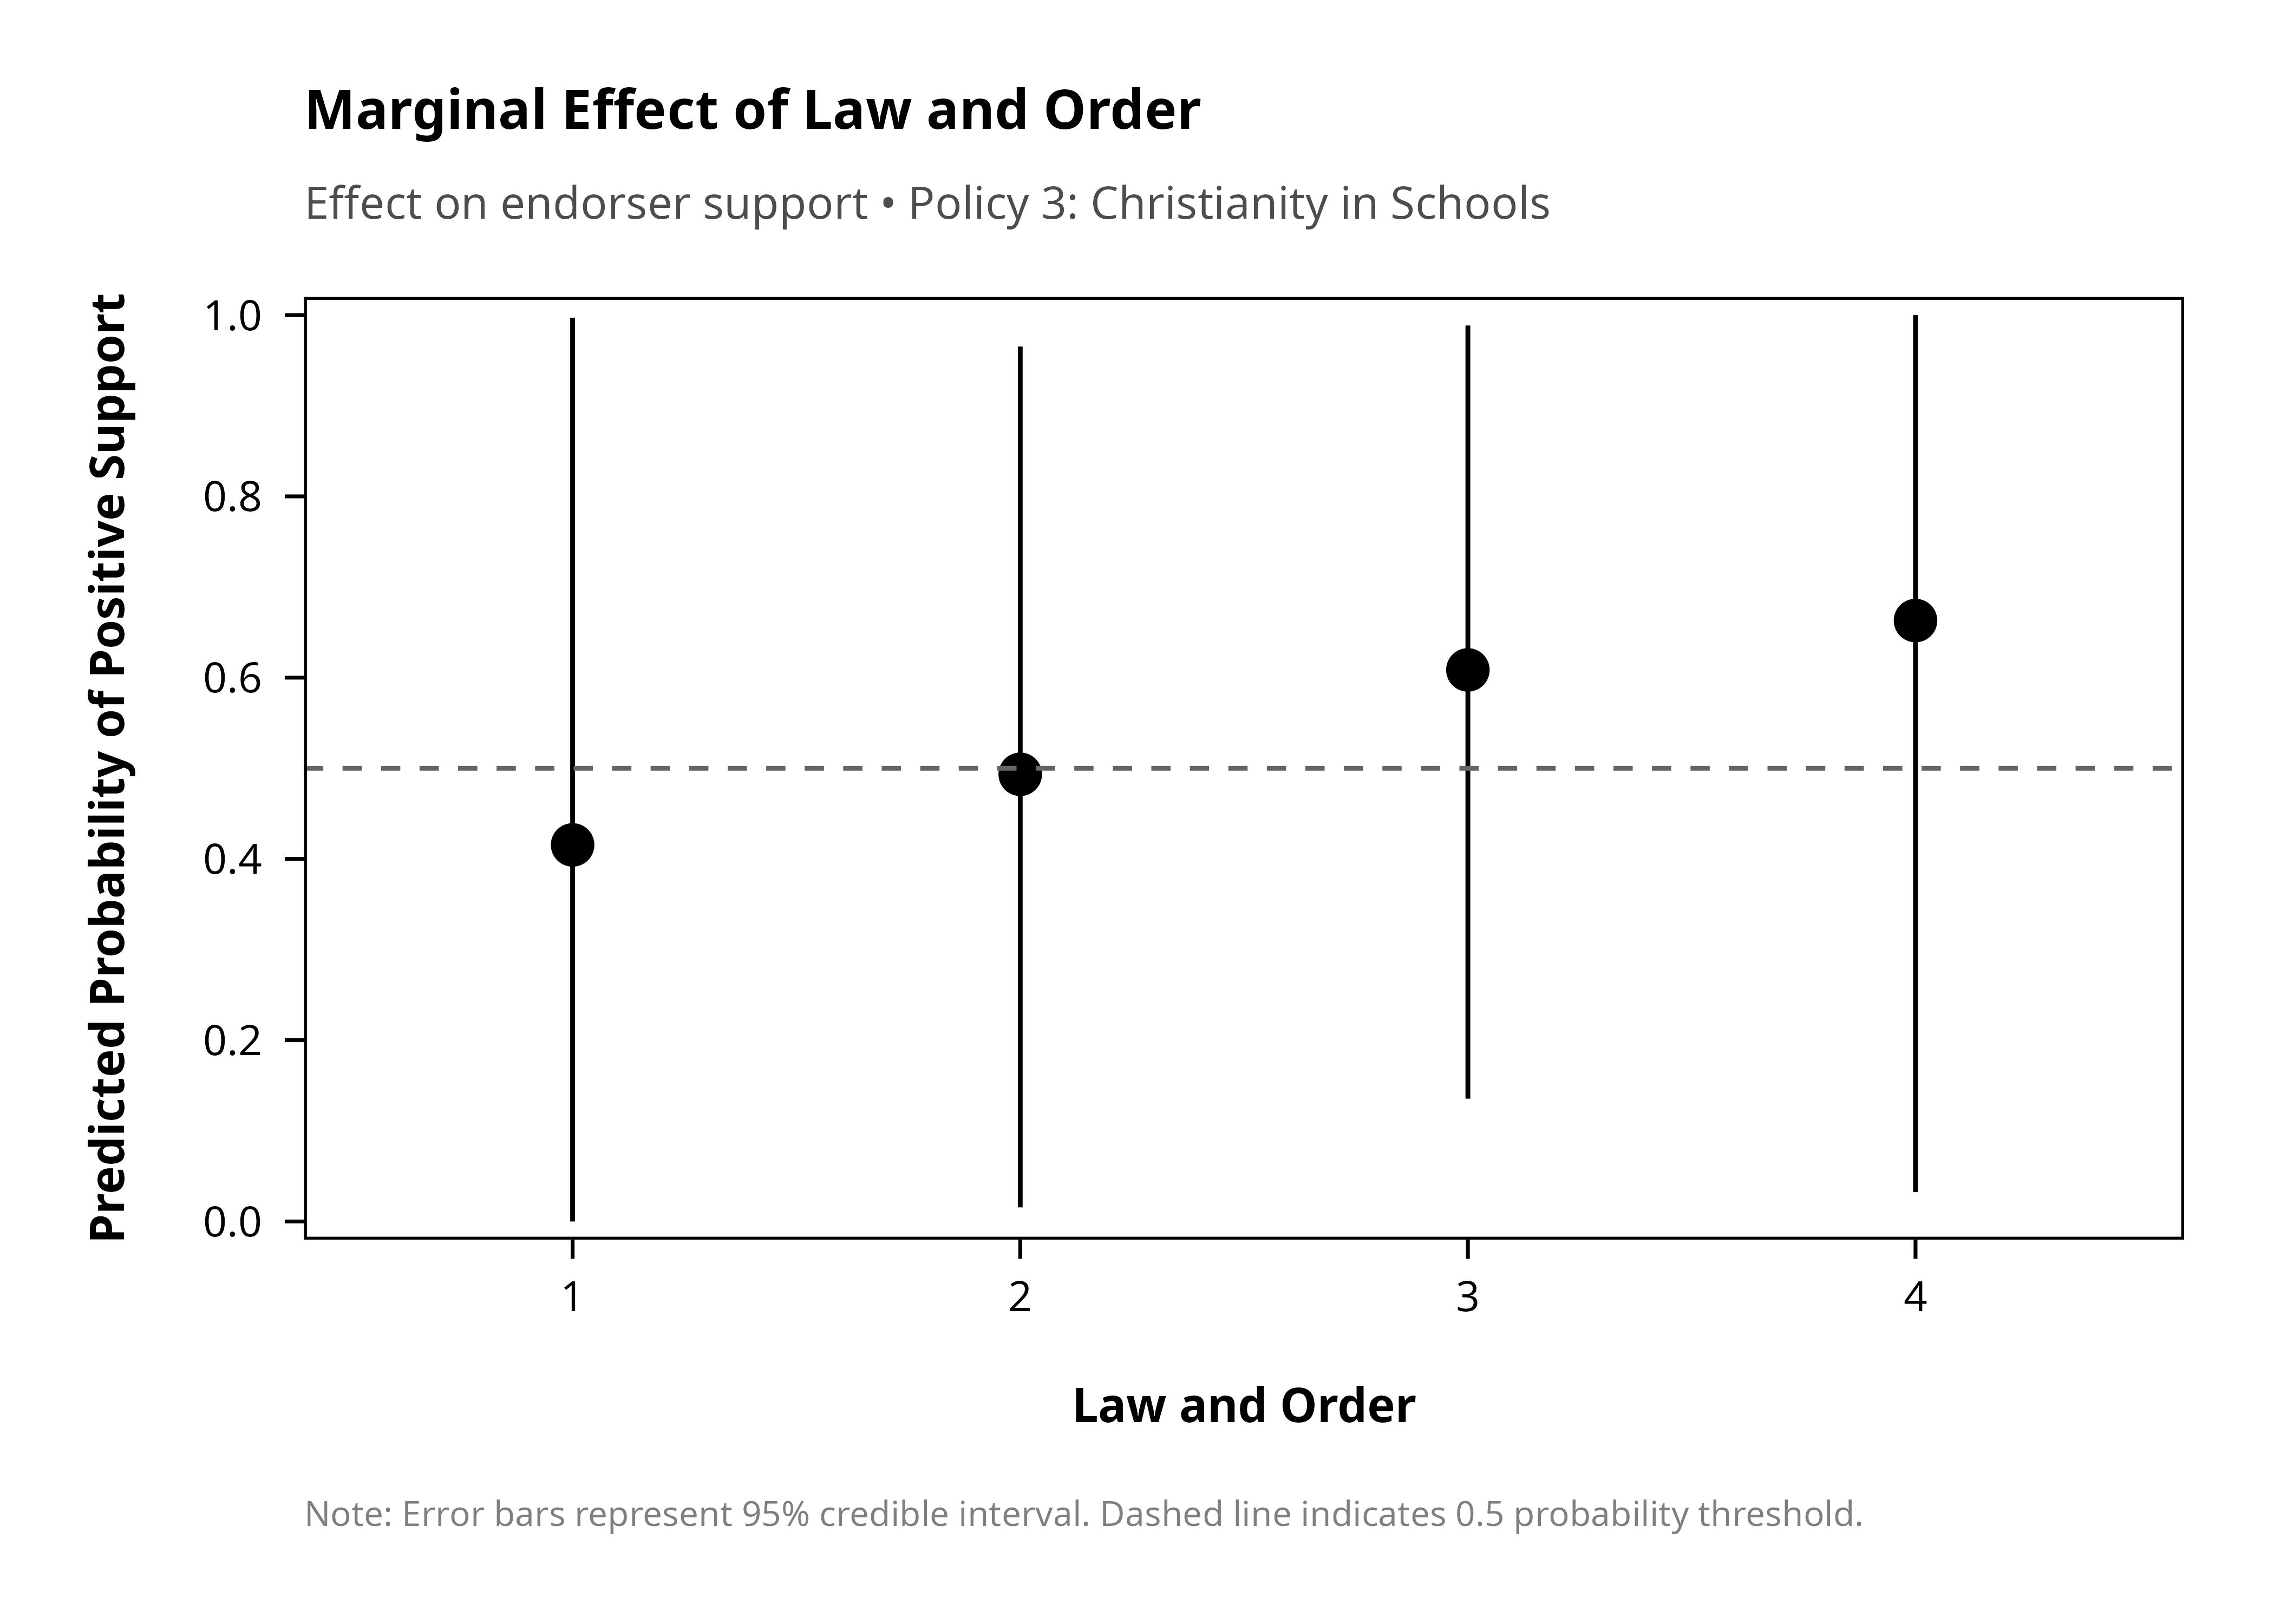 Marginal Effect of Law and Order
Effect on endorser support • Policy 3: Christianity in Schools
Predicted Probability of Positive Support
1.0
0.8
0.6
0.4
0.2
0.0
1 2 3 4
Law and Order
Note: Error bars represent 95% credible interval. Dashed line indicates 0.5 probability threshold.